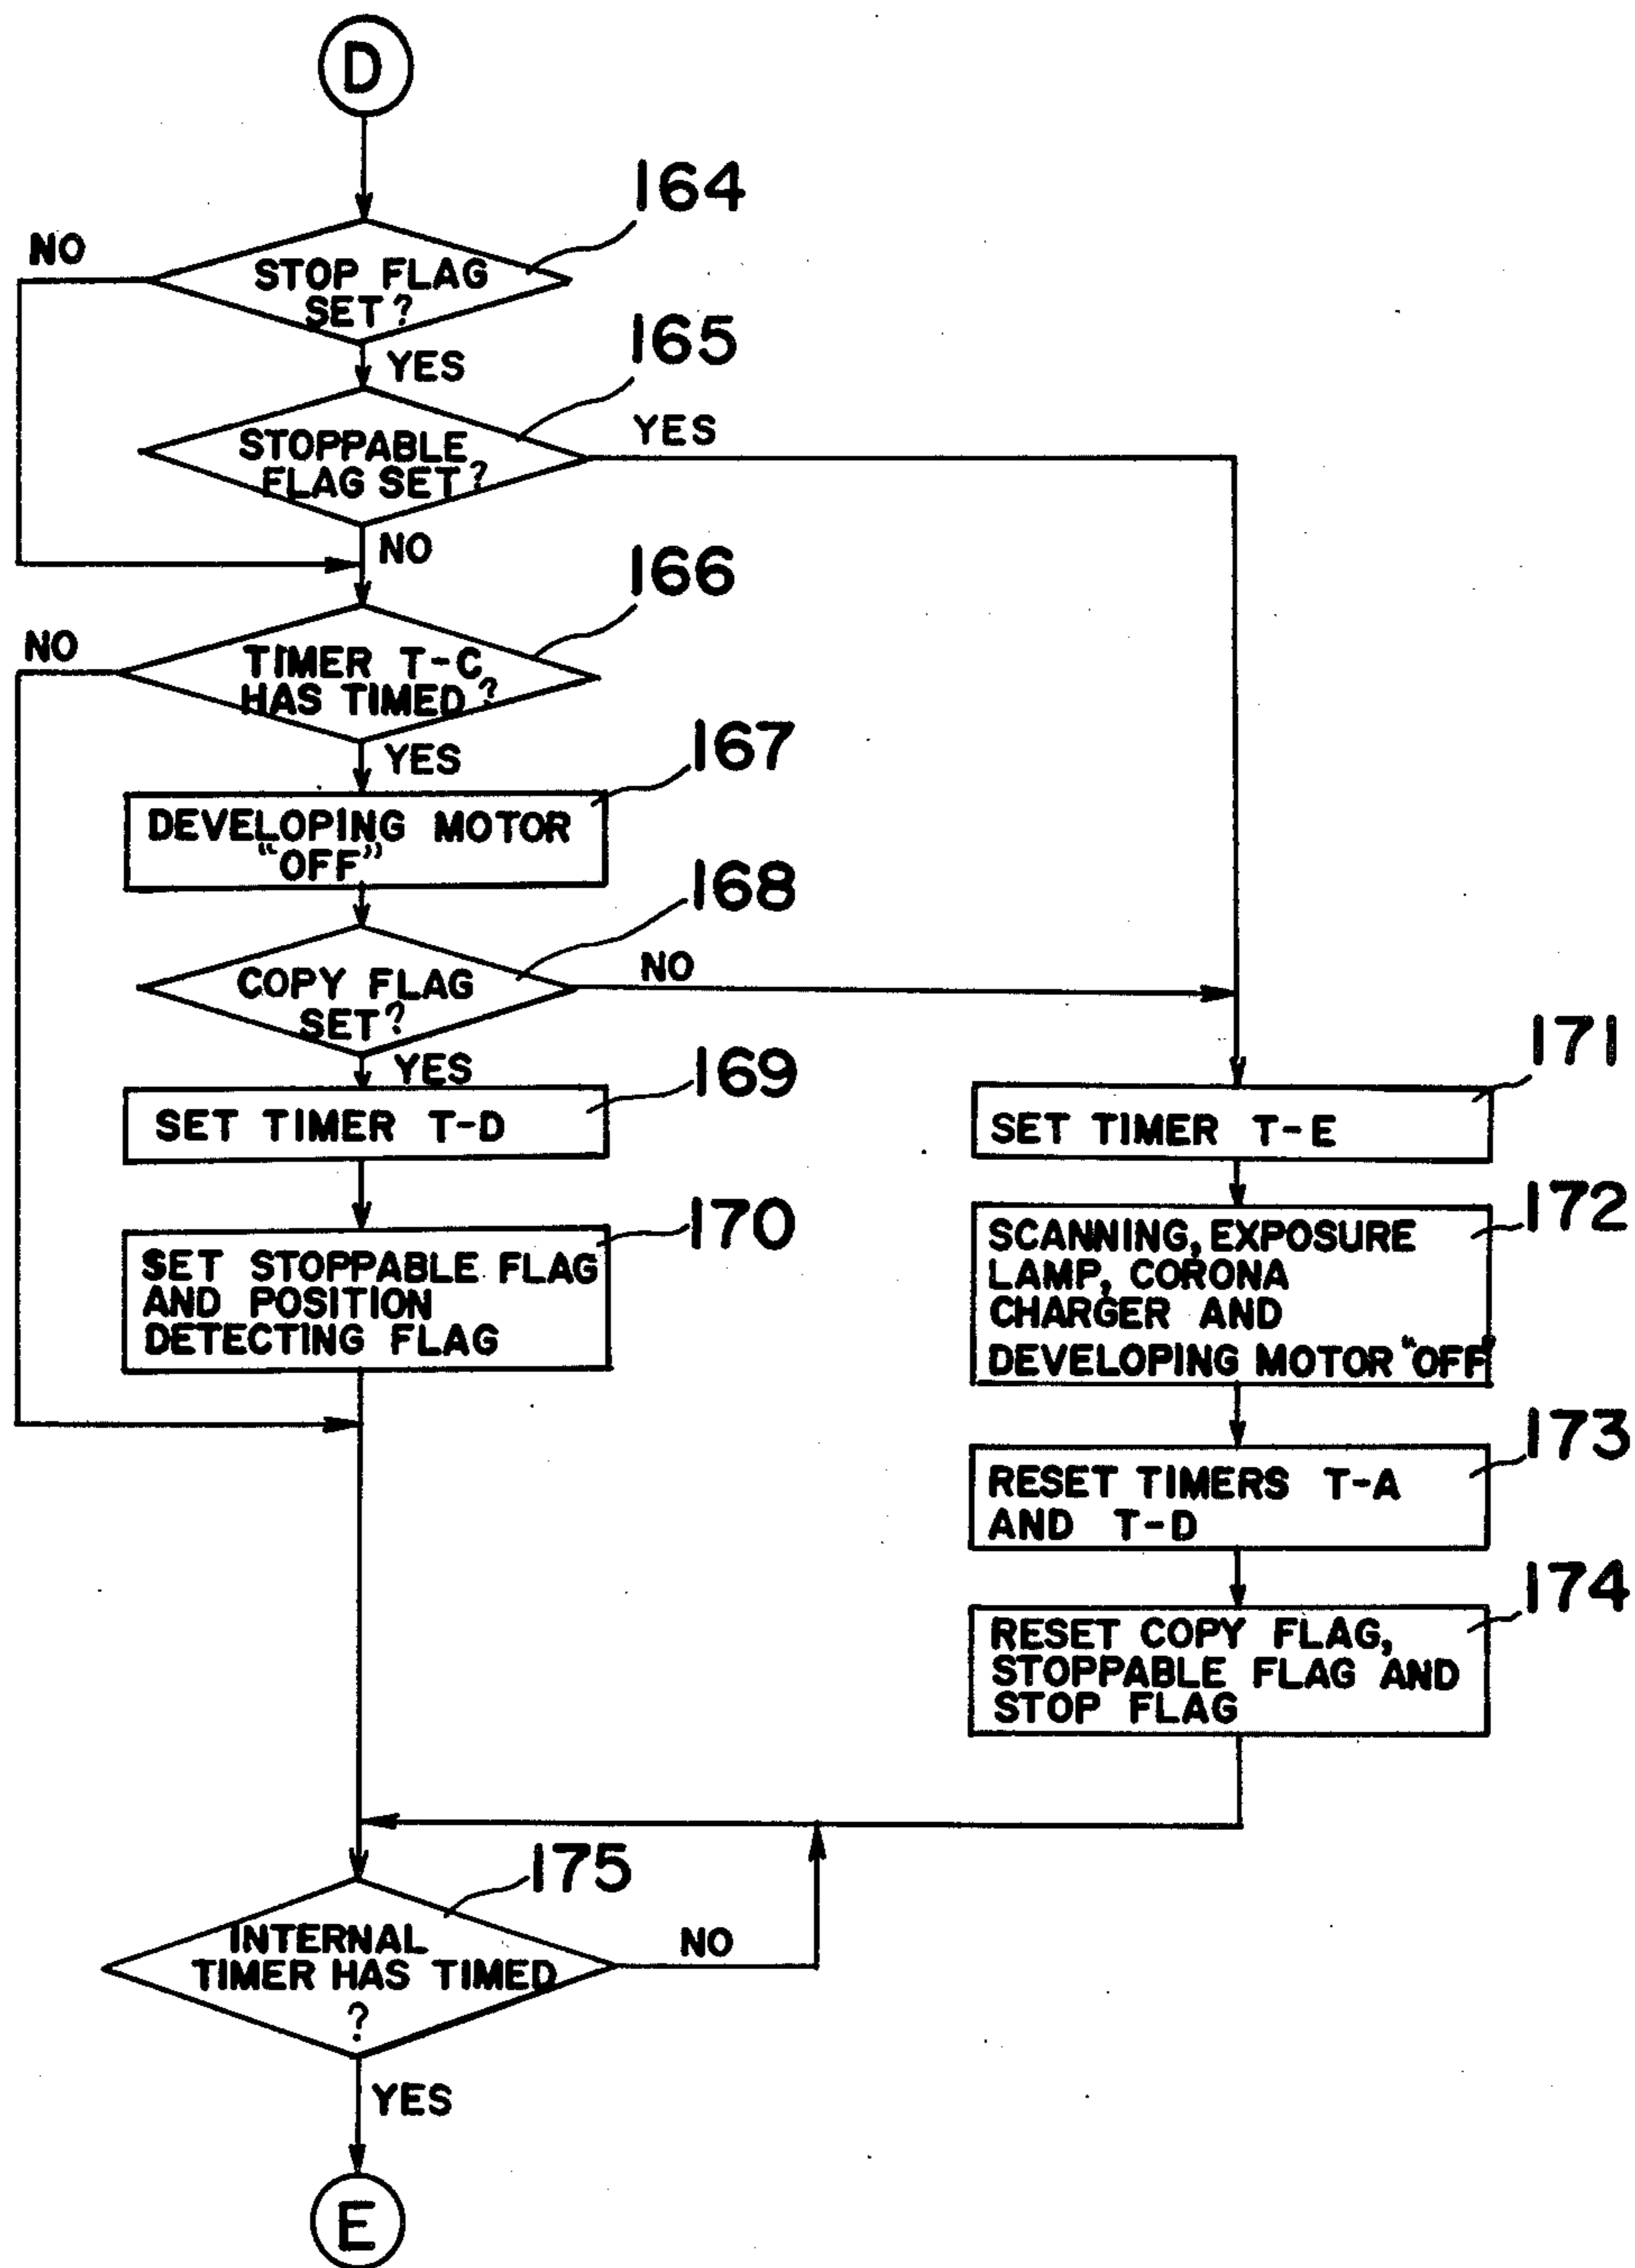 D
164
NO
STOP FLAG
SET?
165
YES
STOPPABLE
FLAG SET?
YES
NO
166
NO
TIMER T-C
HAS TIMED?
167
YES
DEVELOPING MOTOR
"OFF"
168
COPY FLAG
SET?
NO
YES
169
SET TIMER T-D
171
SET TIMER T-E
170
SET STOPPABLE FLAG
AND POSITION
DETECTING FLAG
172
SCANNING, EXPOSURE
LAMP, CORONA
CHARGER AND
DEVELOPING MOTOR "OFF"
173
RESET TIMERS T-A
AND T-D
174
RESET COPY FLAG,
STOPPABLE FLAG AND
STOP FLAG
175
INTERNAL
TIMER HAS TIMED
?
NO
YES
E